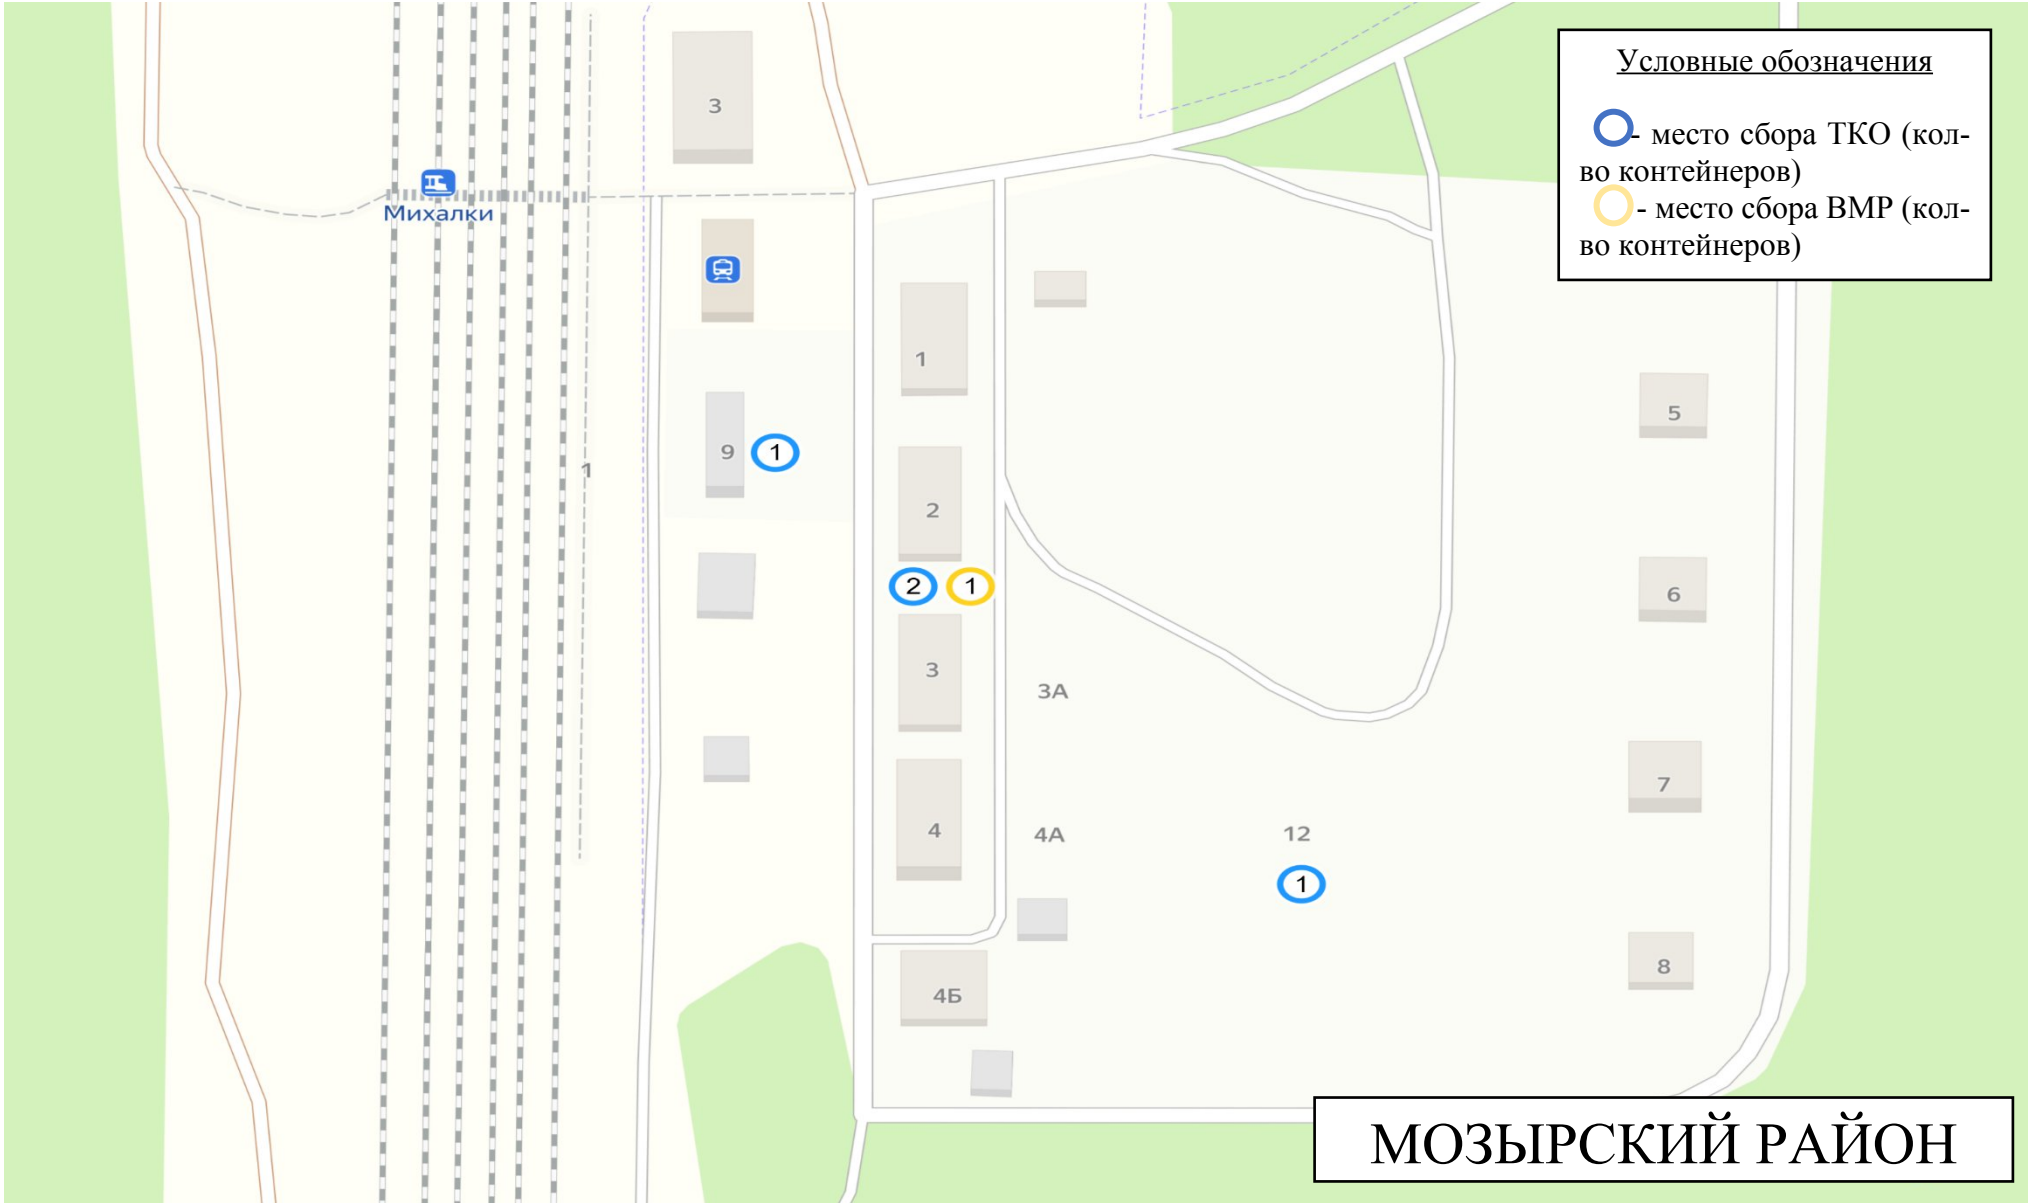 Условные обозначения
- место сбора ТКО (кол-
во контейнеров)
- место сбора ВМР (кол-
во контейнеров)
3
Михалки
1
5
9
1
1
2
2
1
6
3
3А
7
4
4А
12
1
8
4Б
МОЗЫРСКИЙ РАЙОН